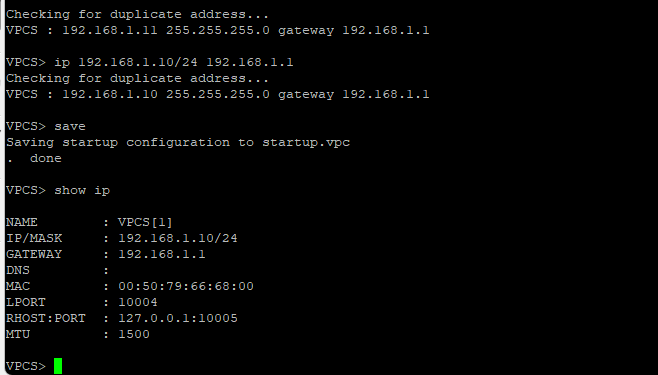 Checking for duplicate address...
VPCS : 192.168.1.11 255.255.255.0 gateway 192.168.1.1
VPCS> ip 192.168.1.10/24 192.168.1.1
Checking for duplicate address...
VPCS : 192.168.1.10 255.255.255.0 gateway 192.168.1.1
VPCS> save
Saving startup configuration to startup.vpc
.  done
VPCS> show ip
NAME        : VPCS[1]
IP/MASK     : 192.168.1.10/24
GATEWAY     : 192.168.1.1
DNS         :
MAC         : 00:50:79:66:68:00
LPORT       : 10004
RHOST:PORT  : 127.0.0.1:10005
MTU         : 1500
VPCS>